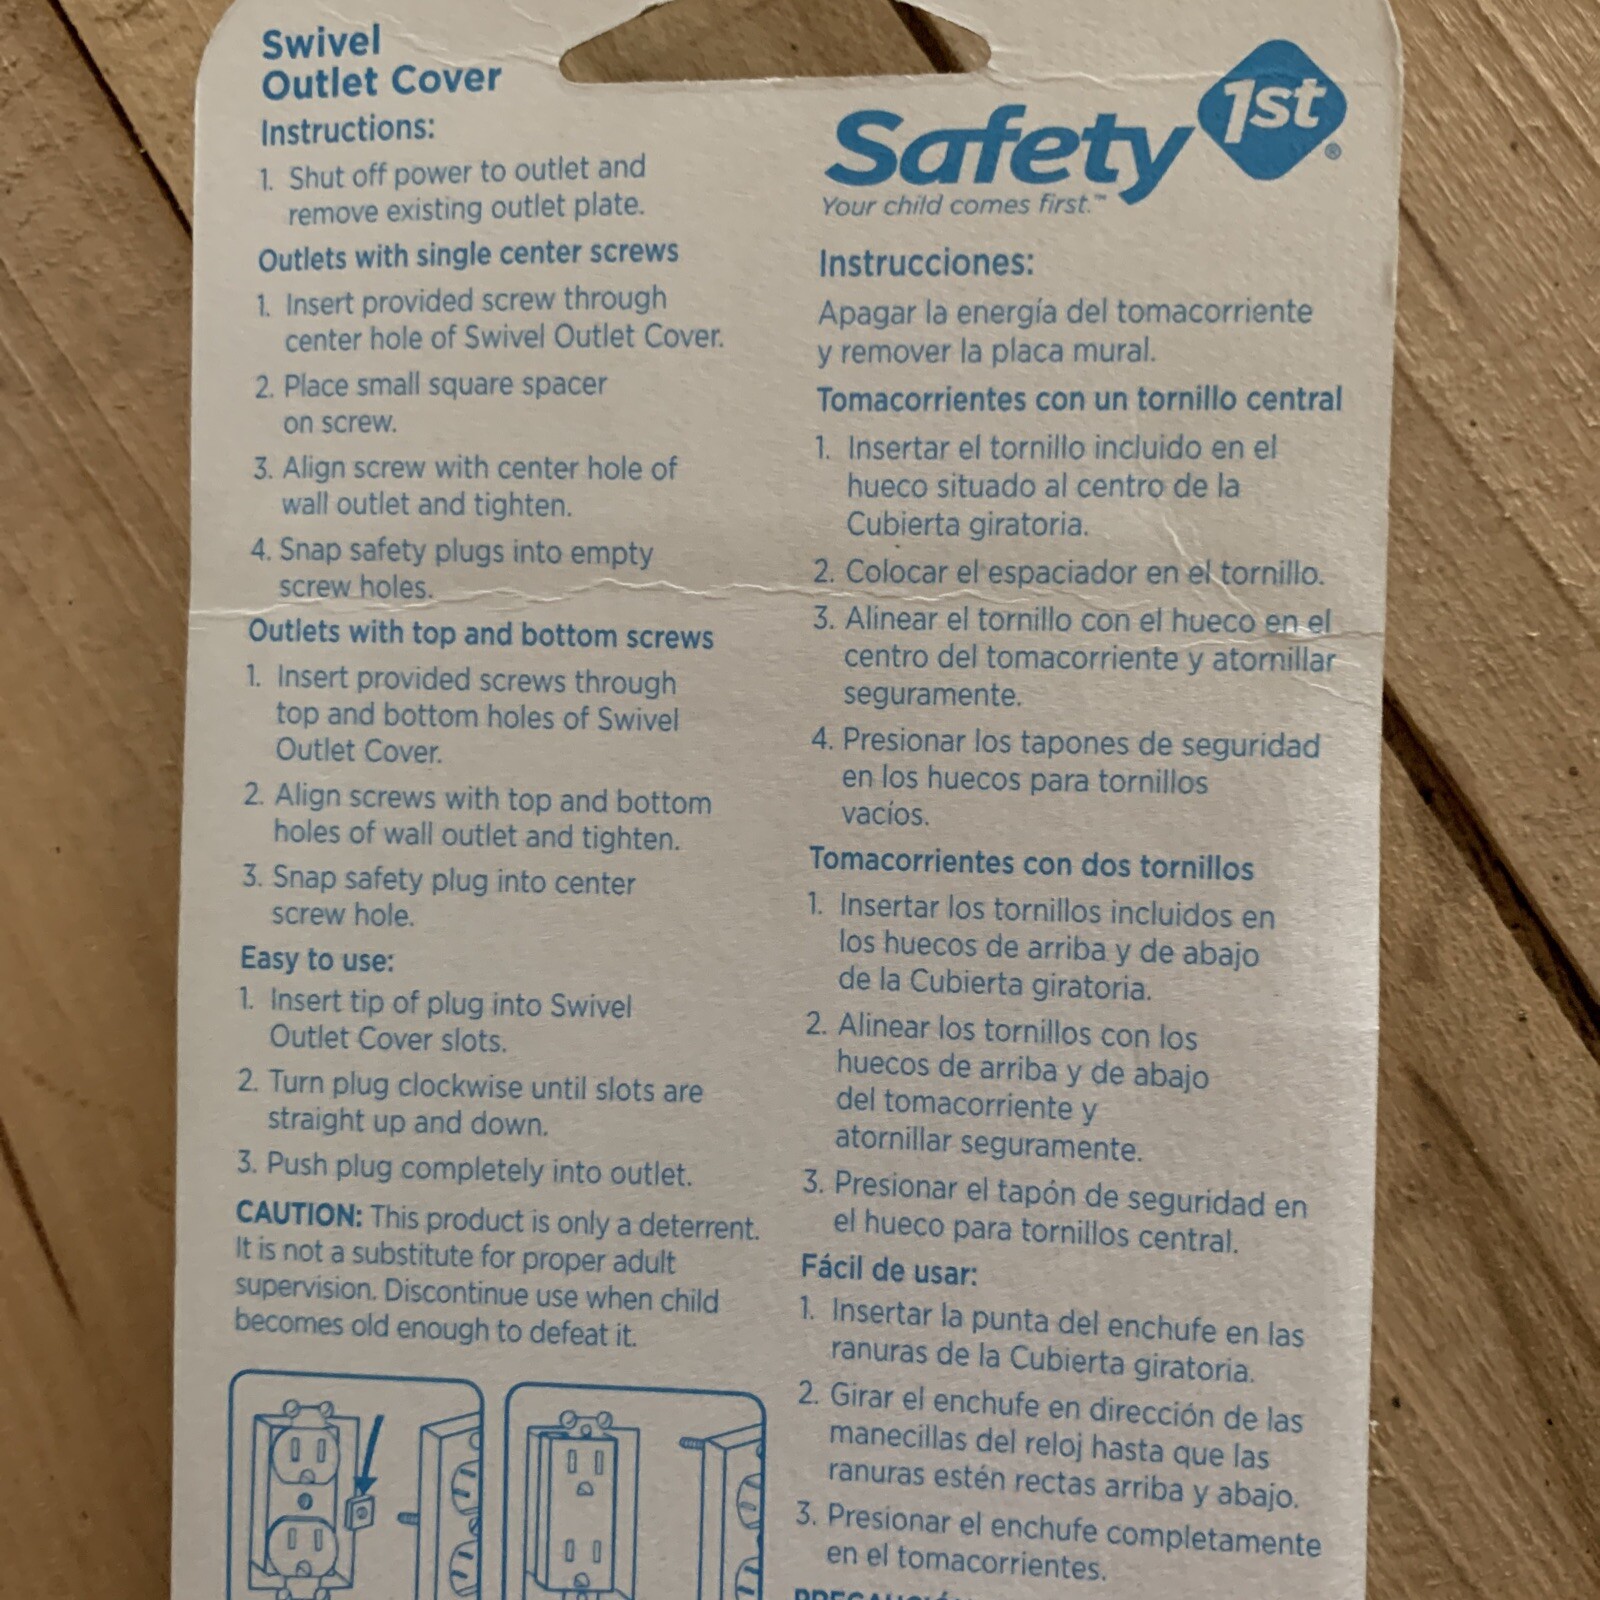 Swivel
Outlet Cover
Instructions:
1. Shut off power to outlet and
remove existing outlet plate.
Outlets with single center screws
1. Insert provided screw through
center hole of Swivel Outlet Cover.
2. Place small square spacer
on screw.
3. Align screw with center hole of
wall outlet and tighten.
4. Snap safety plugs into empty
screw holes.
Outlets with top and bottom screws
1. Insert provided screws through
top and bottom holes of Swivel
Outlet Cover.
2. Align screws with top and bottom
holes of wall outlet and tighten.
3. Snap safety plug into center
screw hole.
Easy to use:
1. Insert tip of plug into Swivel
Outlet Cover slots.
2. Turn plug clockwise until slots are
straight up and down.
3. Push plug completely into outlet.
CAUTION: This product is only a deterrent.
It is not a substitute for proper adult
supervision. Discontinue use when child
becomes old enough to defeat it.
Safety 1st®
Your child comes first.™
Instrucciones:
Apagar la energía del tomacorriente
y remover la placa mural.
Tomacorrientes con un tornillo central
1. Insertar el tornillo incluido en el
hueco situado al centro de la
Cubierta giratoria.
2. Colocar el espaciador en el tornillo.
3. Alinear el tornillo con el hueco en el
centro del tomacorriente y atornillar
seguramente.
4. Presionar los tapones de seguridad
en los huecos para tornillos
vacíos.
Tomacorrientes con dos tornillos
1. Insertar los tornillos incluidos en
los huecos de arriba y de abajo
de la Cubierta giratoria.
2. Alinear los tornillos con los
huecos de arriba y de abajo
del tomacorriente y
atornillar seguramente.
3. Presionar el tapón de seguridad en
el hueco para tornillos central.
Fácil de usar:
1. Insertar la punta del enchufe en las
ranuras de la Cubierta giratoria.
2. Girar el enchufe en dirección de las
manecillas del reloj hasta que las
ranuras estén rectas arriba y abajo.
3. Presionar el enchufe completamente
en el tomacorrientes.
PRECAUCIÓN